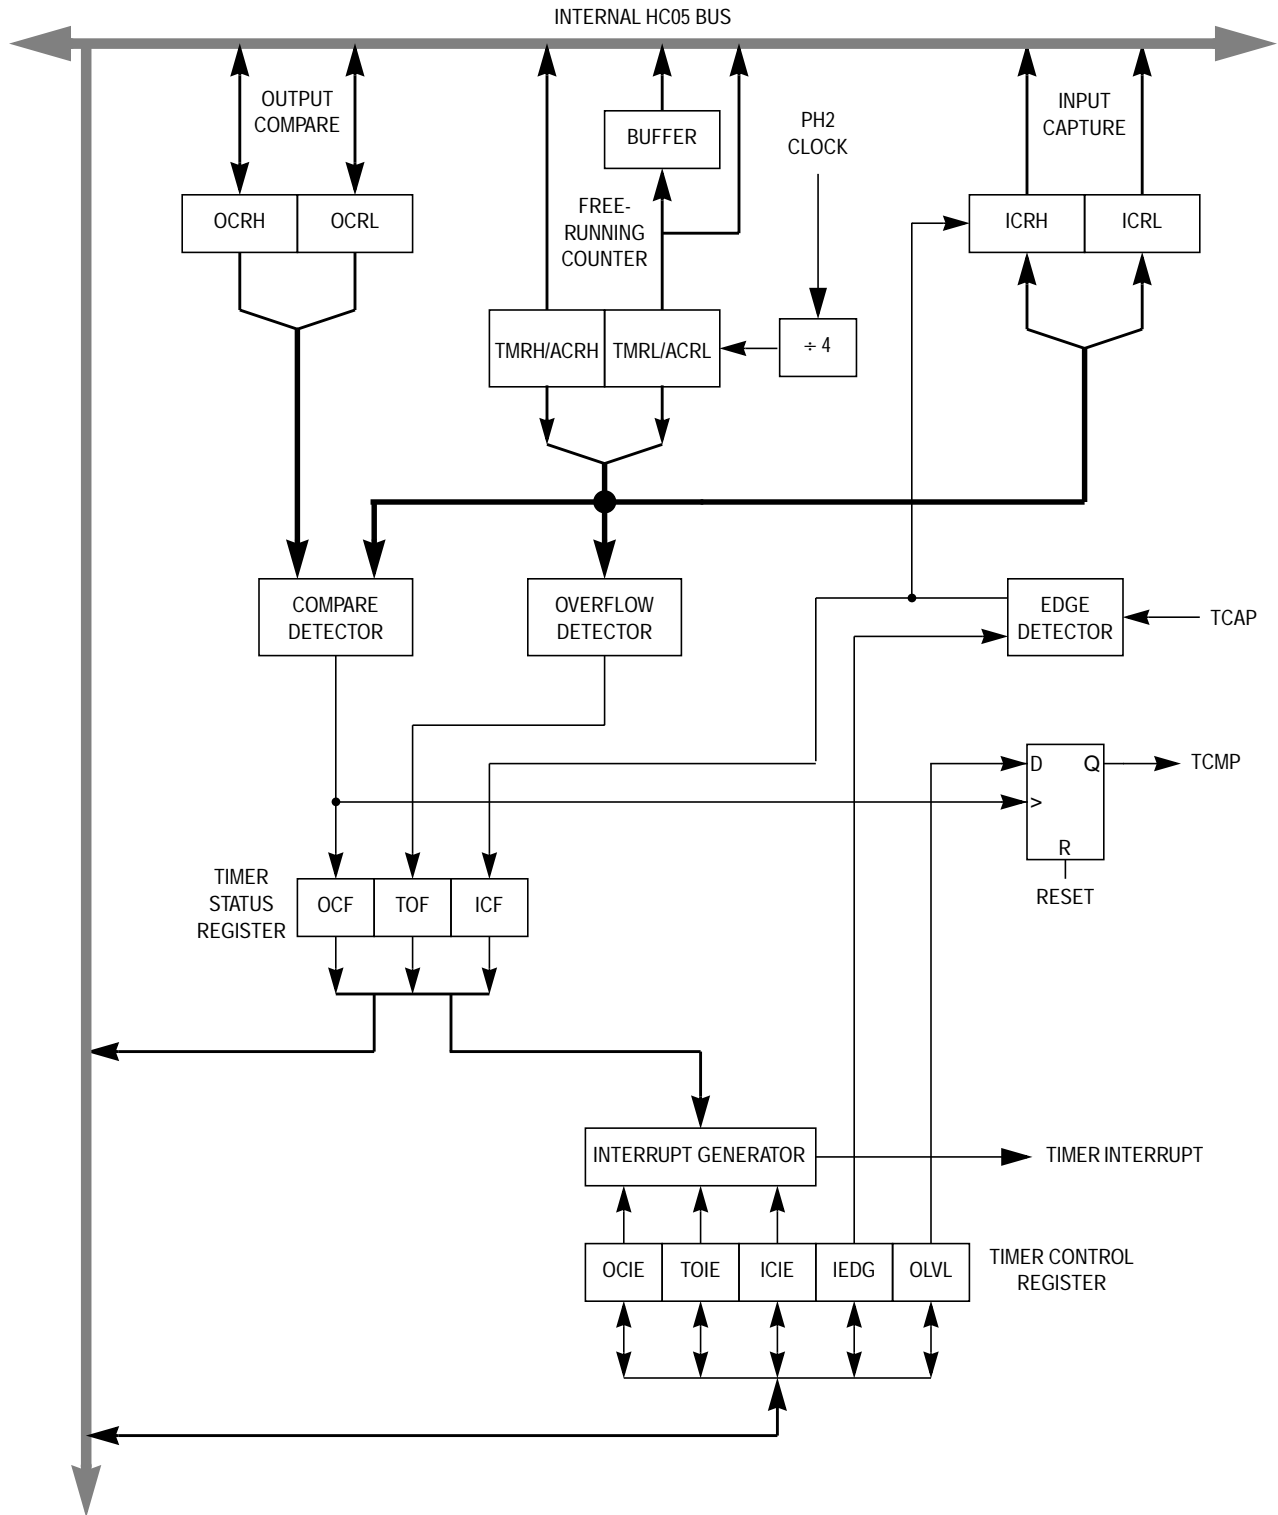 INTERNAL HC05 BUS
OUTPUT
COMPARE
BUFFER
PH2
CLOCK
INPUT
CAPTURE
OCRH
OCRL
FREE-
RUNNING
COUNTER
ICRH
ICRL
TMRH/ACRH
TMRL/ACRL
÷ 4
COMPARE
DETECTOR
OVERFLOW
DETECTOR
EDGE
DETECTOR
TCAP
D
Q
TCMP
>
R
RESET
TIMER
STATUS
REGISTER
OCF
TOF
ICF
INTERRUPT GENERATOR
TIMER INTERRUPT
OCIE
TOIE
ICIE
IEDG
OLVL
TIMER CONTROL
REGISTER